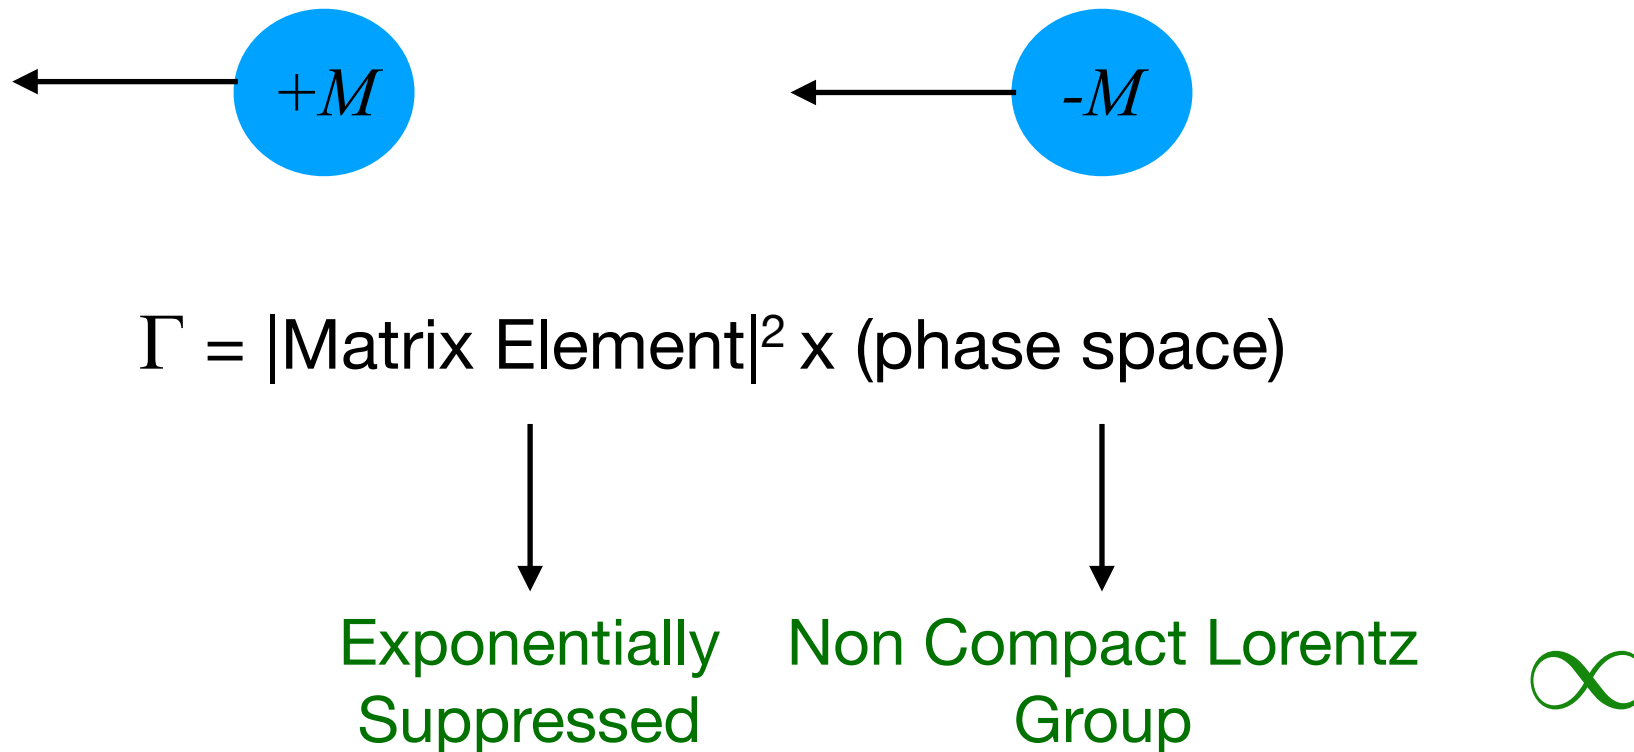 +M -M
Γ = |Matrix Element|² x (phase space)
Exponentially Non Compact Lorentz
Suppressed Group ∞